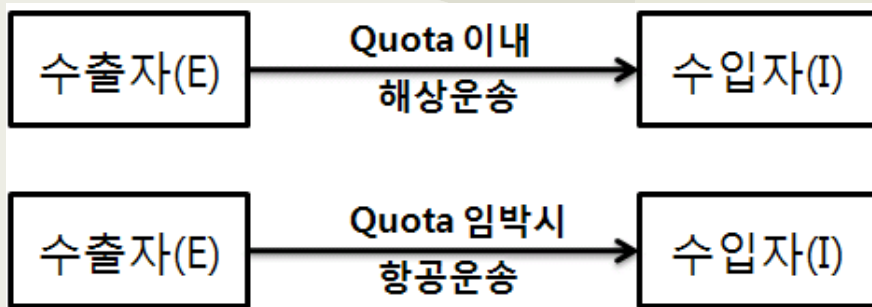 수출자(E)
Quota 이내
해상운송
수입자(I)
수출자(E)
Quota 임박시
항공운송
수입자(I)